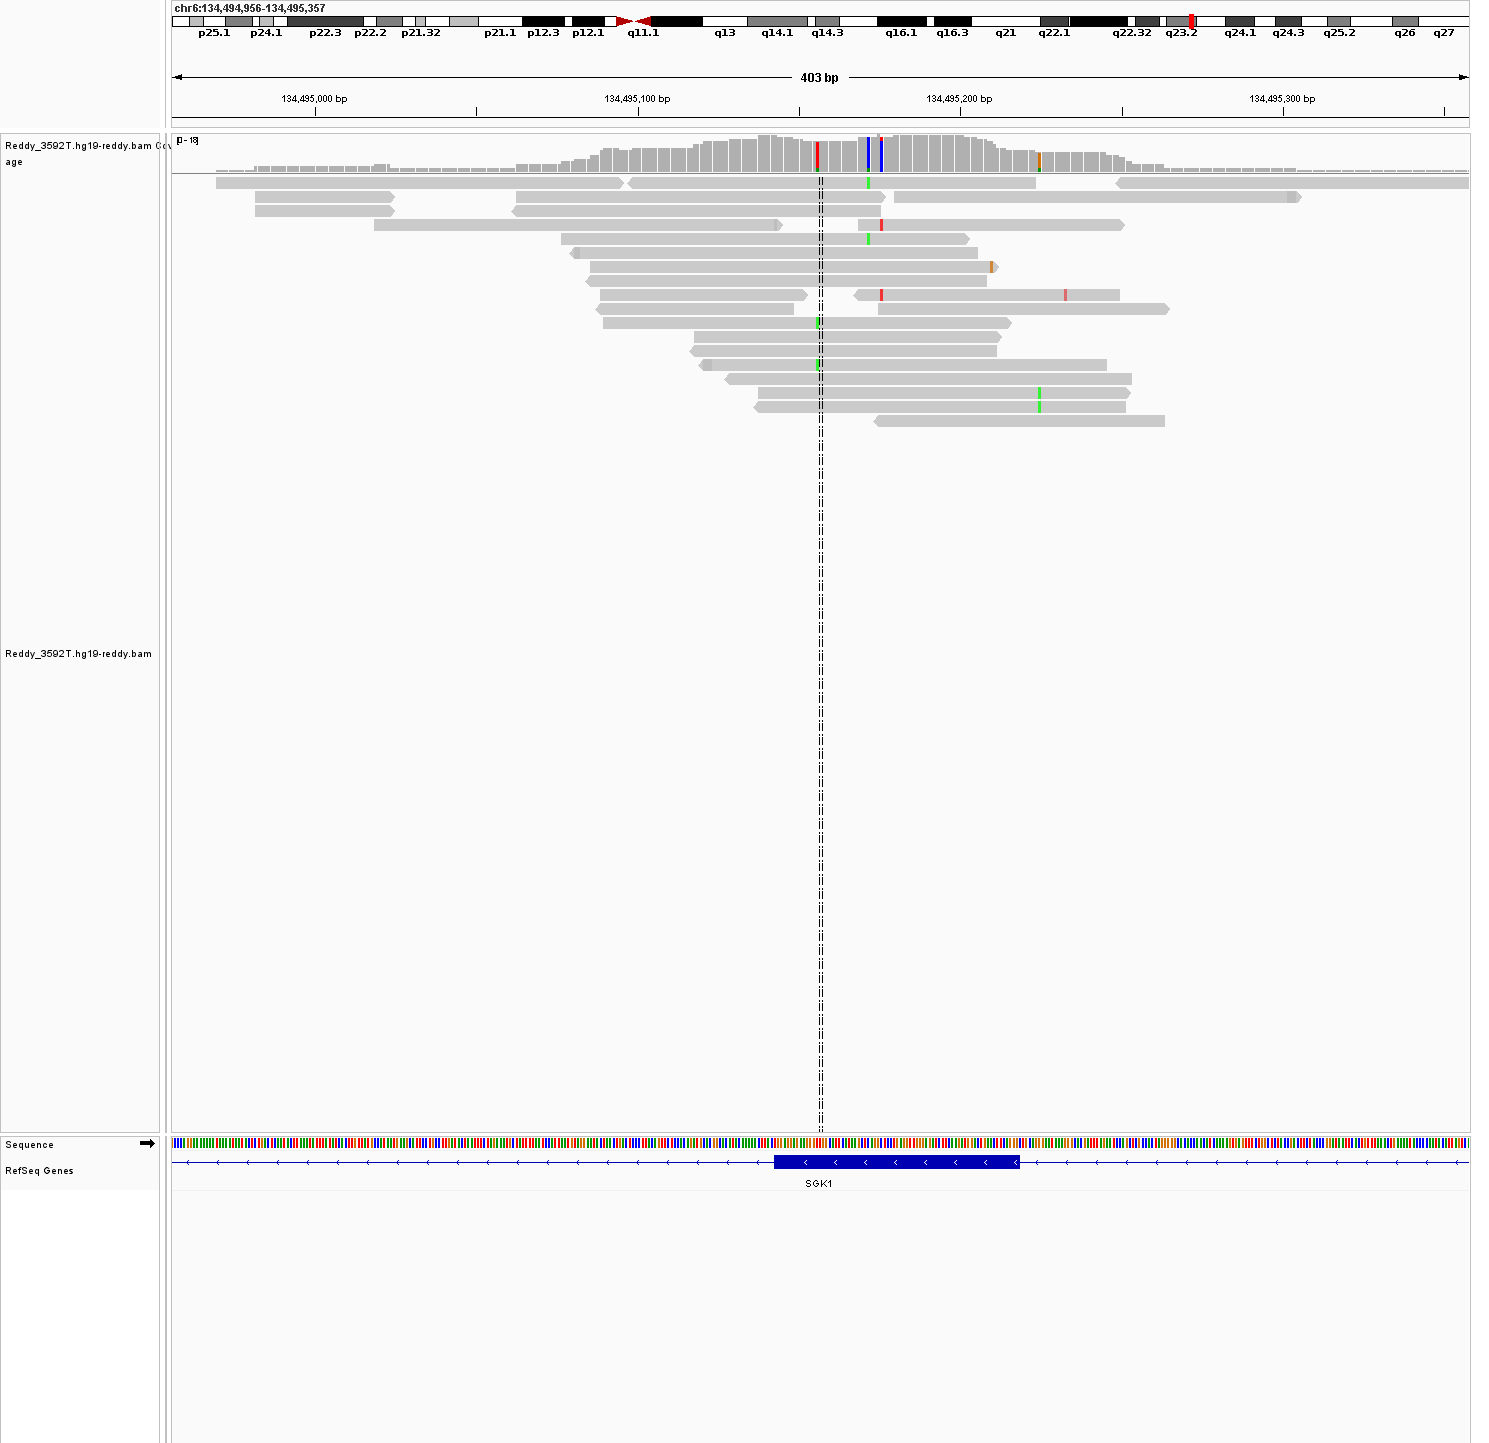 chr6:134,494,956-134,495,357
p25.1 p24.1 p22.3 p22.2 p21.32 p21.1 p12.3 p12.1 q11.1 q13 q14.1 q14.3 q16.1 q16.3 q21 q22.1 q22.32 q23.2 q24.1 q24.3 q25.2 q26 q27
403 bp
134,495,000 bp 134,495,100 bp 134,495,200 bp 134,495,300 bp
Reddy_3592T.hg19-reddy.bam Cov
age
[0 - 18]
Reddy_3592T.hg19-reddy.bam
Sequence
RefSeq Genes
SGK1